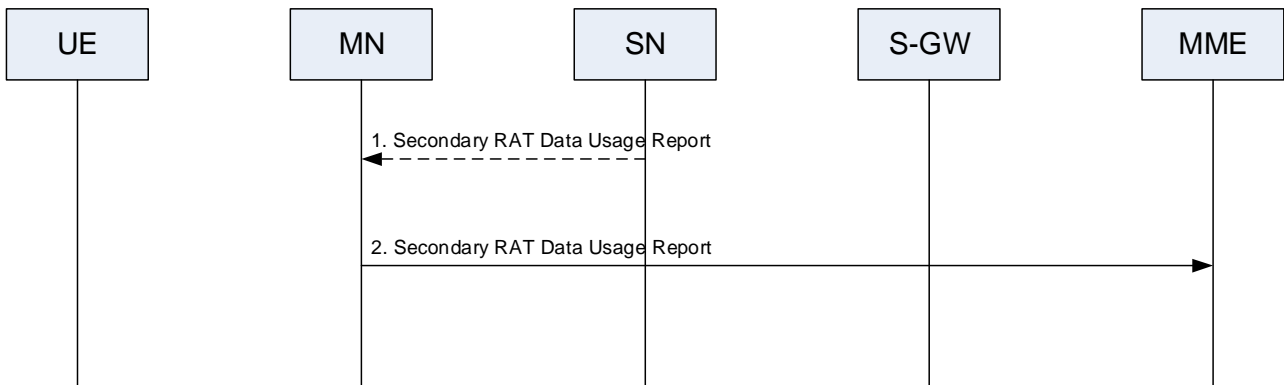 UE
MN
SN
S-GW
MME
1. Secondary RAT Data Usage Report
2. Secondary RAT Data Usage Report